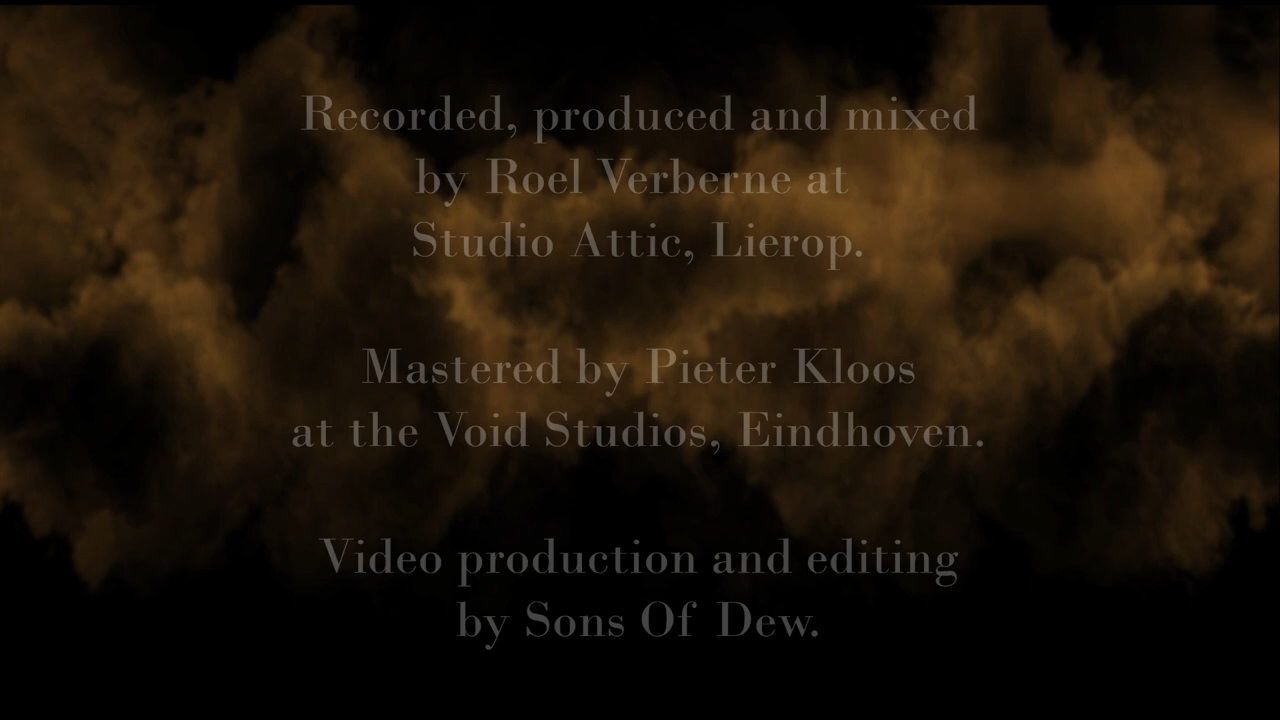 Recorded, produced and mixed
by Roel Verberne at
Studio Attic, Lierop.
Mastered by Pieter Kloos
at the Void Studios, Eindhoven.
Video production and editing
by Sons Of Dew.